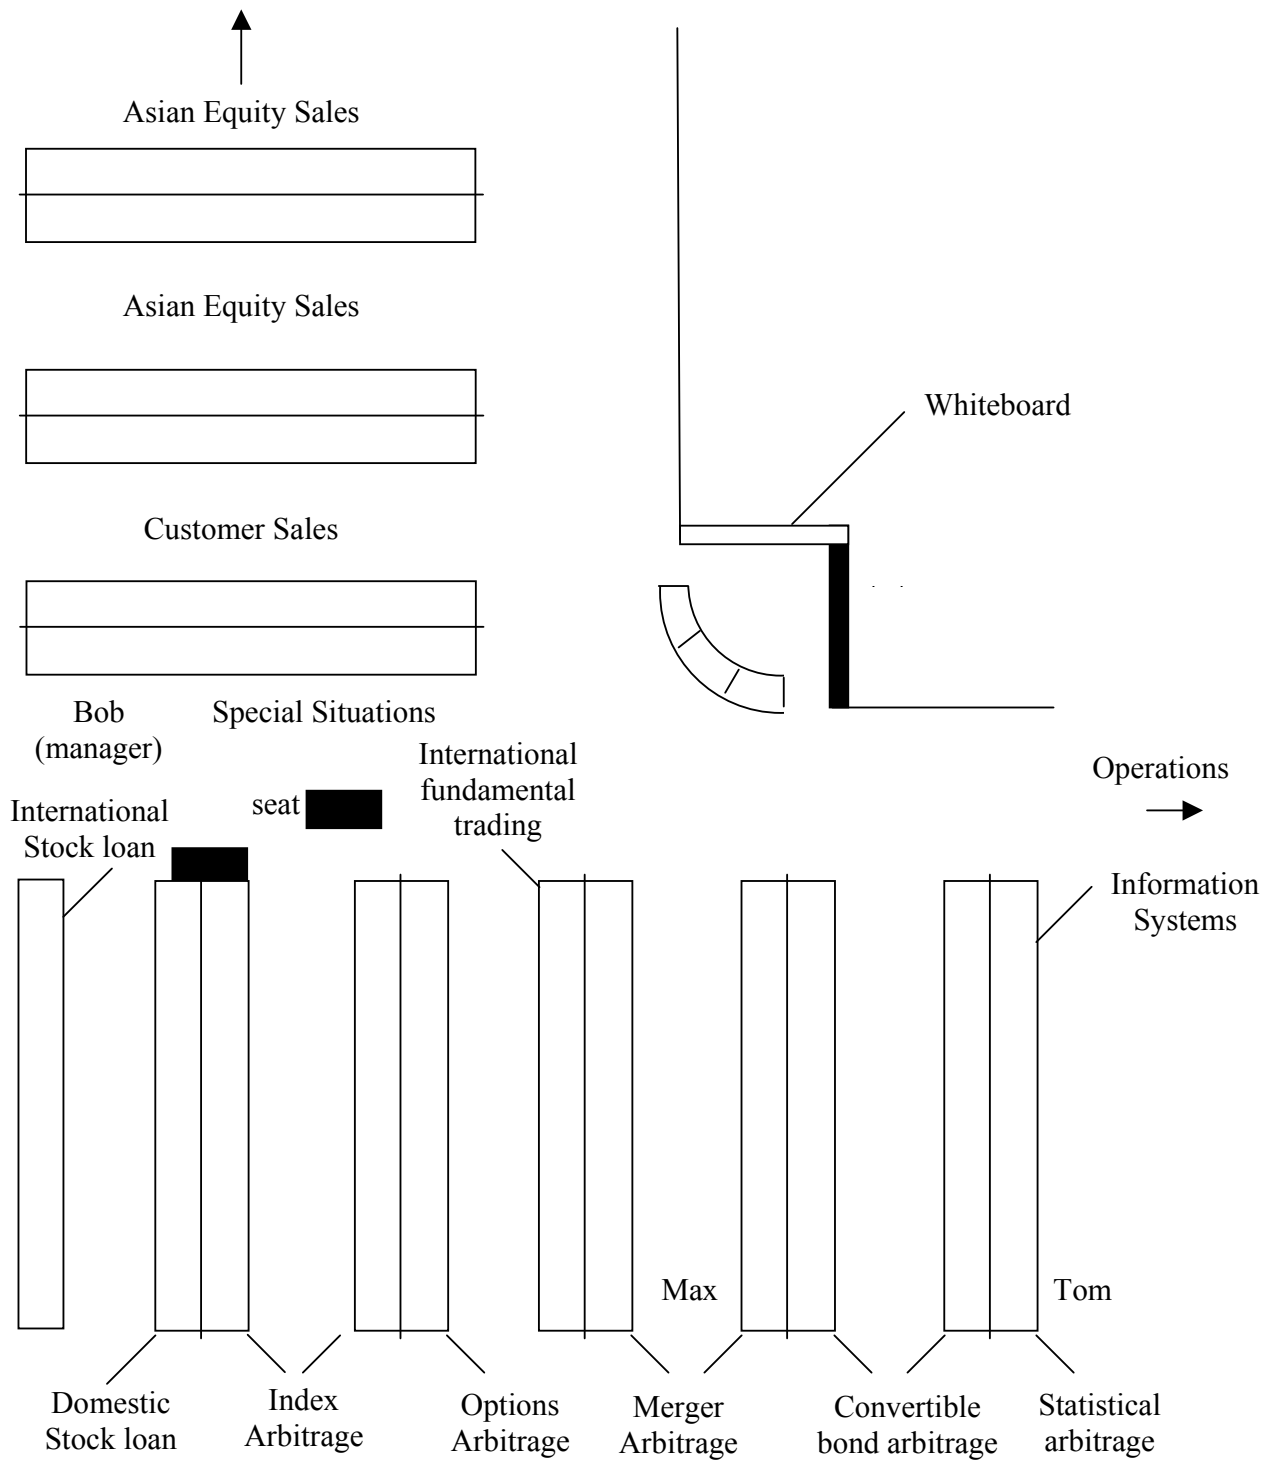 Asian Equity Sales
Asian Equity Sales
Whiteboard
Customer Sales
Bob
(manager)
Special Situations
International
fundamental
trading
Operations
International
Stock loan
seat
Information
Systems
Max
Tom
Domestic
Stock loan
Index
Arbitrage
Options
Arbitrage
Merger
Arbitrage
Convertible
bond arbitrage
Statistical
arbitrage